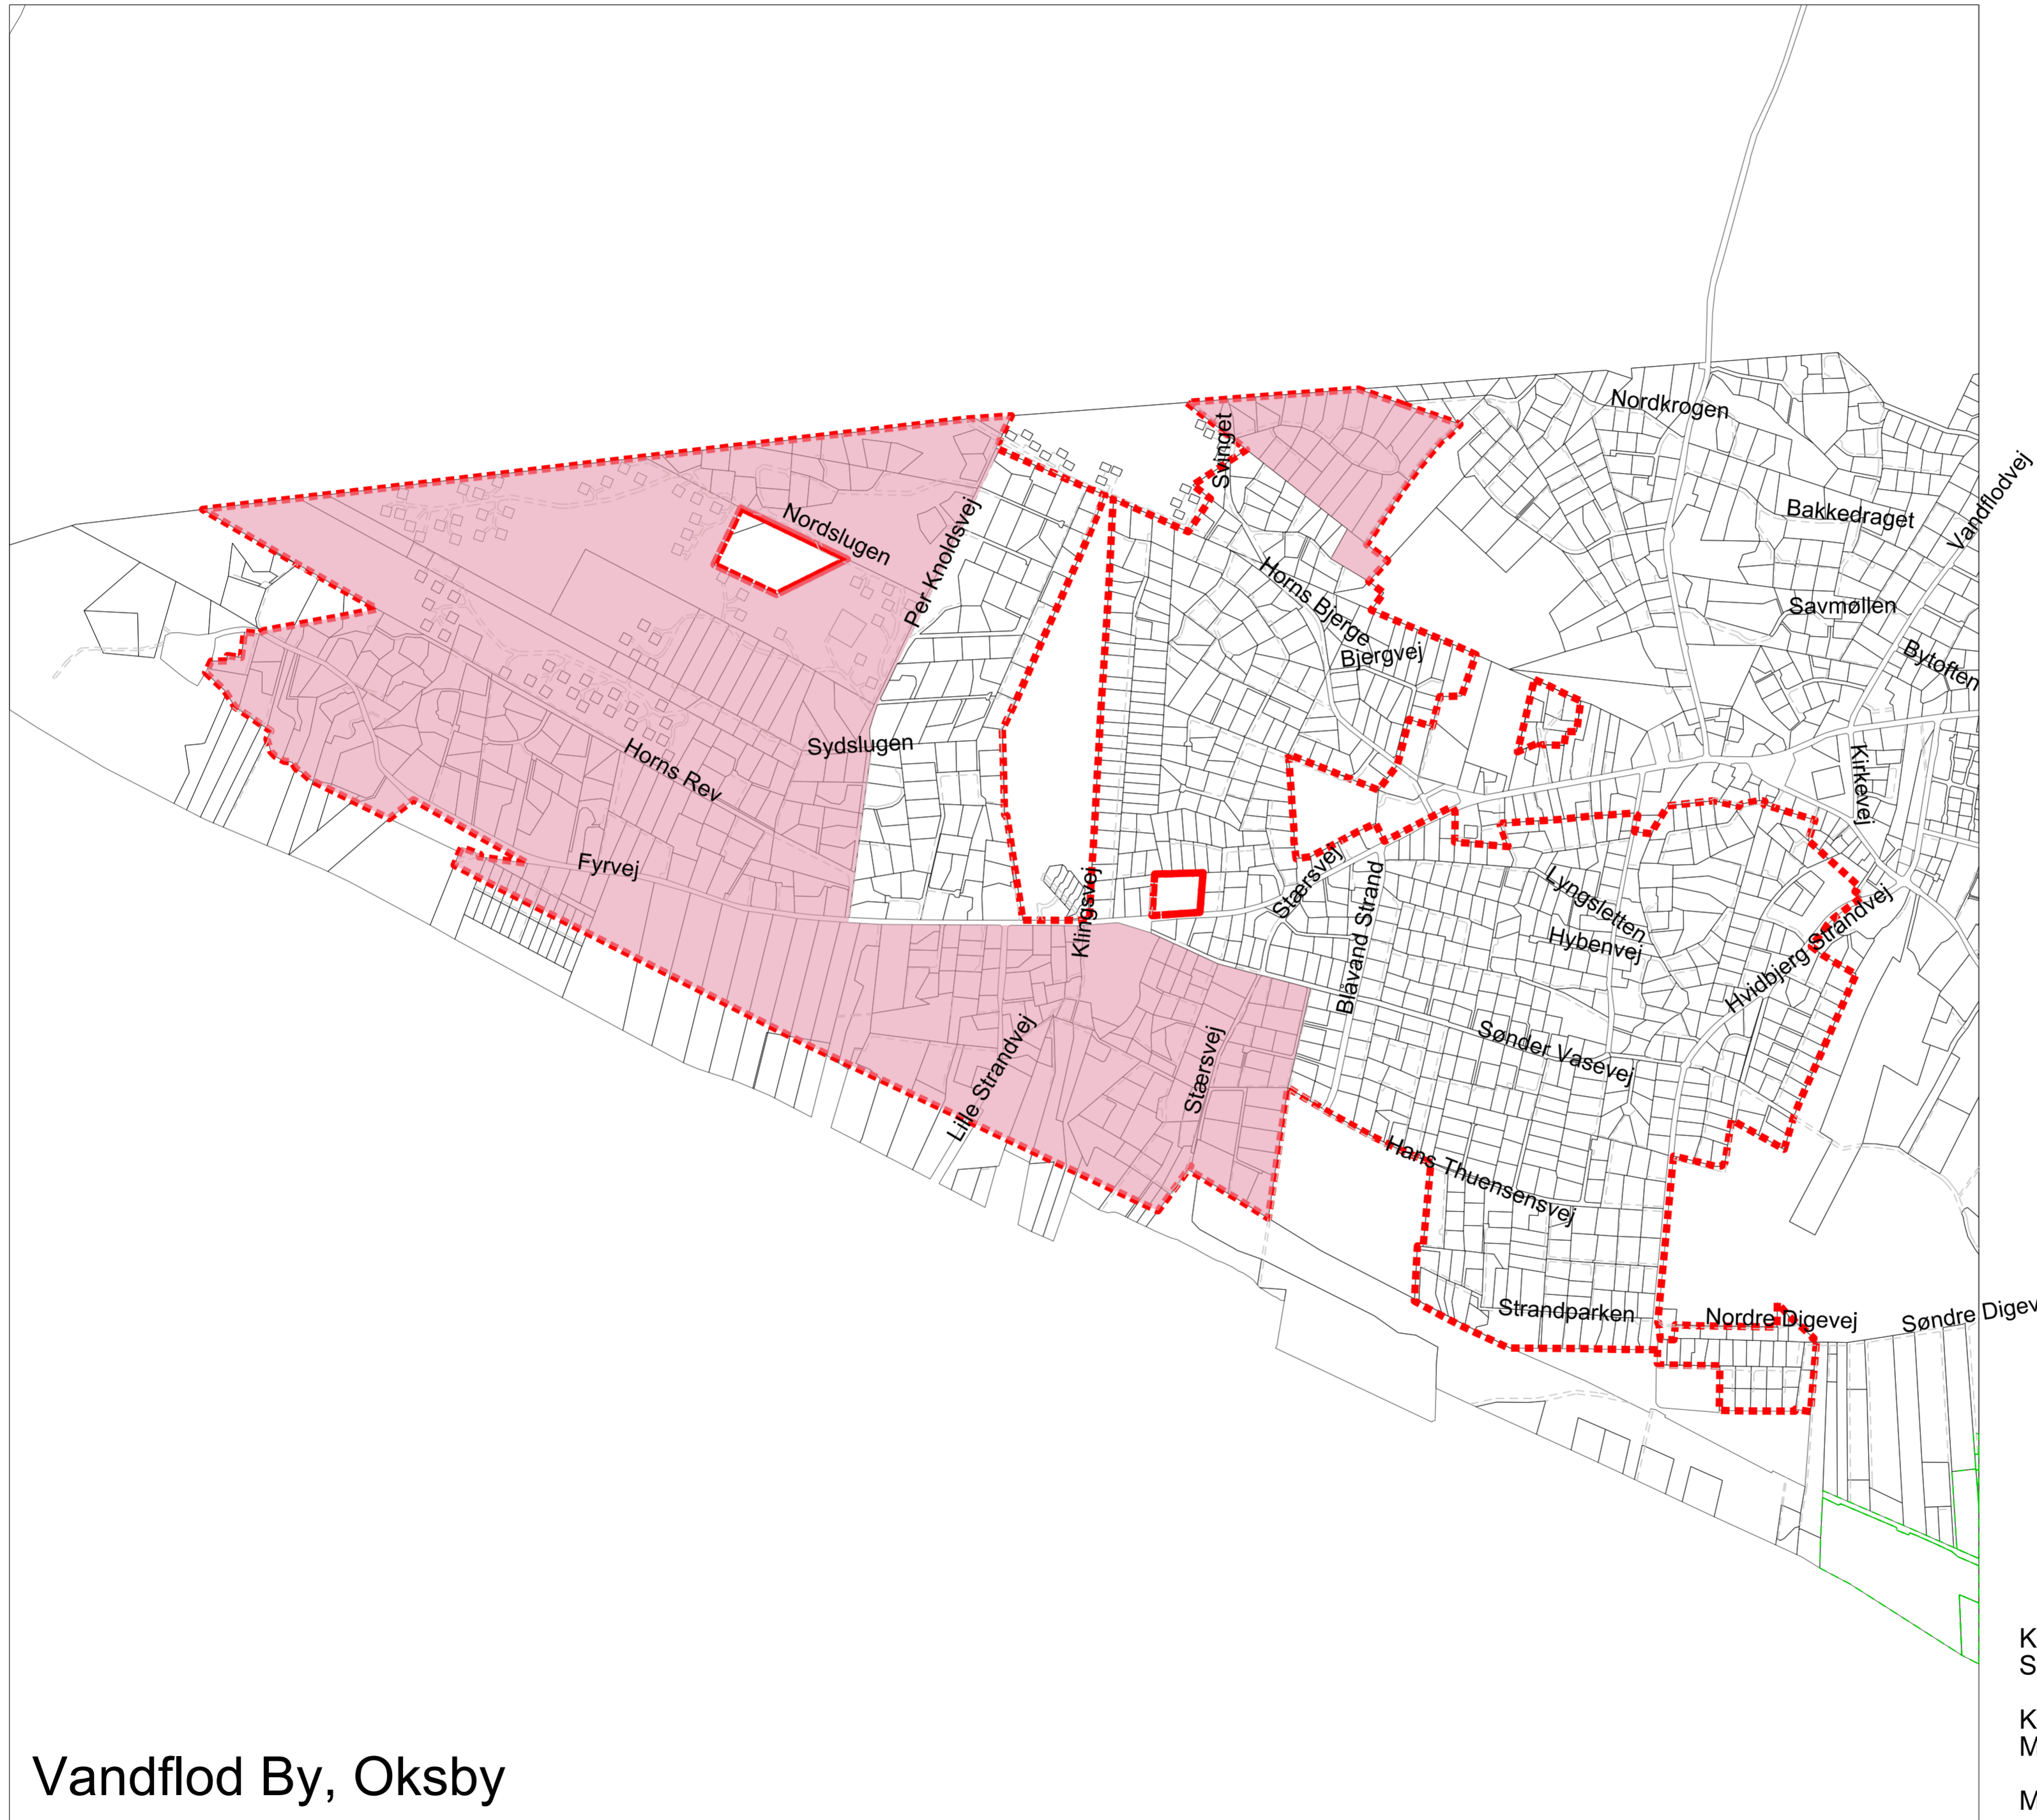 Nordkrogen
Svinget
Vandflodvej
Bakkedraget
Nordslugen
Per Knoldsvej
Horns Bjerge
Savmøllen
Bjergvej
Bytoften
Sydslugen
Horns Rev
Kirkevej
Fyrvej
Klingsvej
Stærsvej
Blåvand Strand
Lyngsletten
Hybenvej
Hvidbjerg Strandvej
Sønder Vasevej
Lille Strandvej
Stærsvej
Hans Thuensensvej
Strandparken
Nordre Digevej
Søndre Digev
K
S
K
M
M
Vandflod By, Oksby